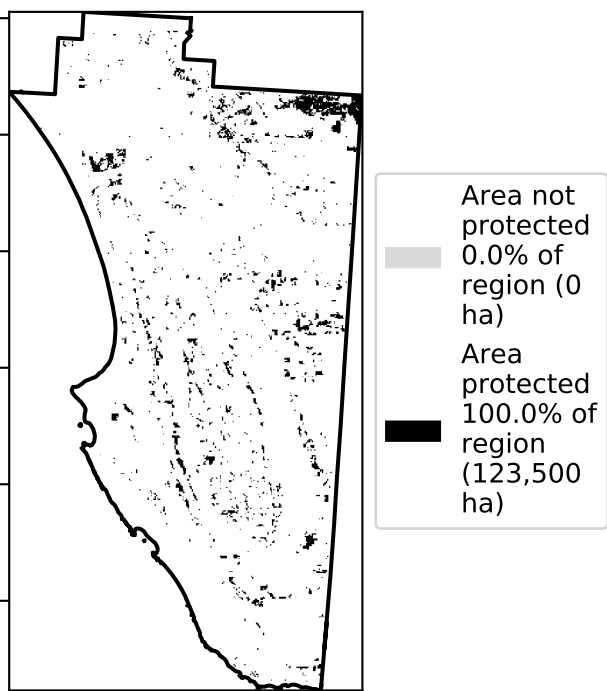 Area not
protected
0.0% of
region (0
ha)
Area
protected
100.0% of
region
(123,500
ha)